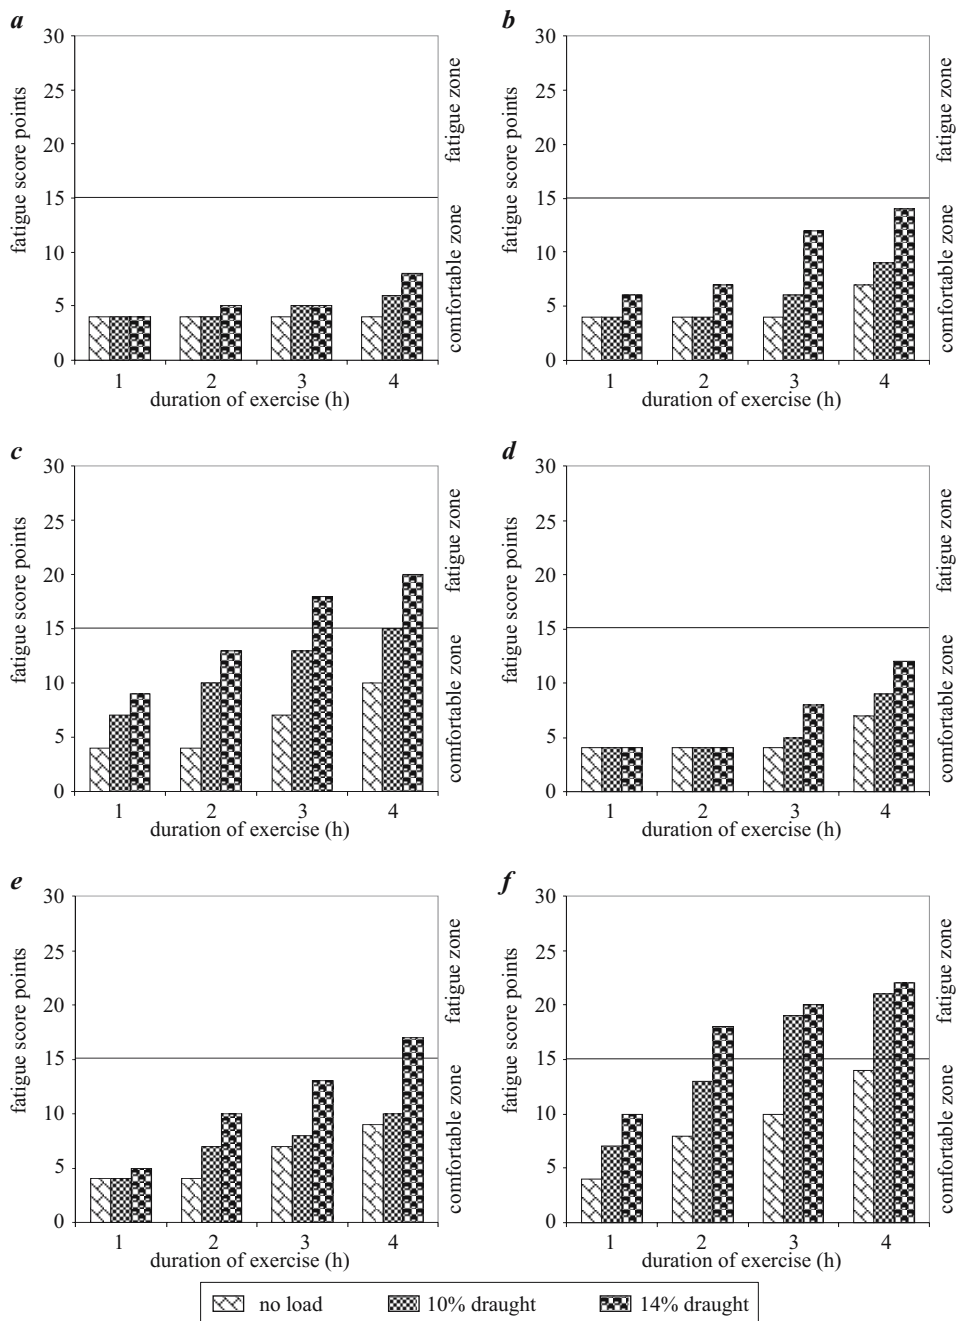 a
30
25
20
15
10
5
0
fatigue score points
fatigue zone
comfortable zone
1 2 3 4
duration of exercise (h)
b
30
25
20
15
10
5
0
fatigue score points
fatigue zone
comfortable zone
1 2 3 4
duration of exercise (h)
c
30
25
20
15
10
5
0
fatigue score points
fatigue zone
comfortable zone
1 2 3 4
duration of exercise (h)
d
30
25
20
15
10
5
0
fatigue score points
fatigue zone
comfortable zone
1 2 3 4
duration of exercise (h)
e
30
25
20
15
10
5
0
fatigue score points
fatigue zone
comfortable zone
1 2 3 4
duration of exercise (h)
f
30
25
20
15
10
5
0
fatigue score points
fatigue zone
comfortable zone
1 2 3 4
duration of exercise (h)
no load 10% draught 14% draught